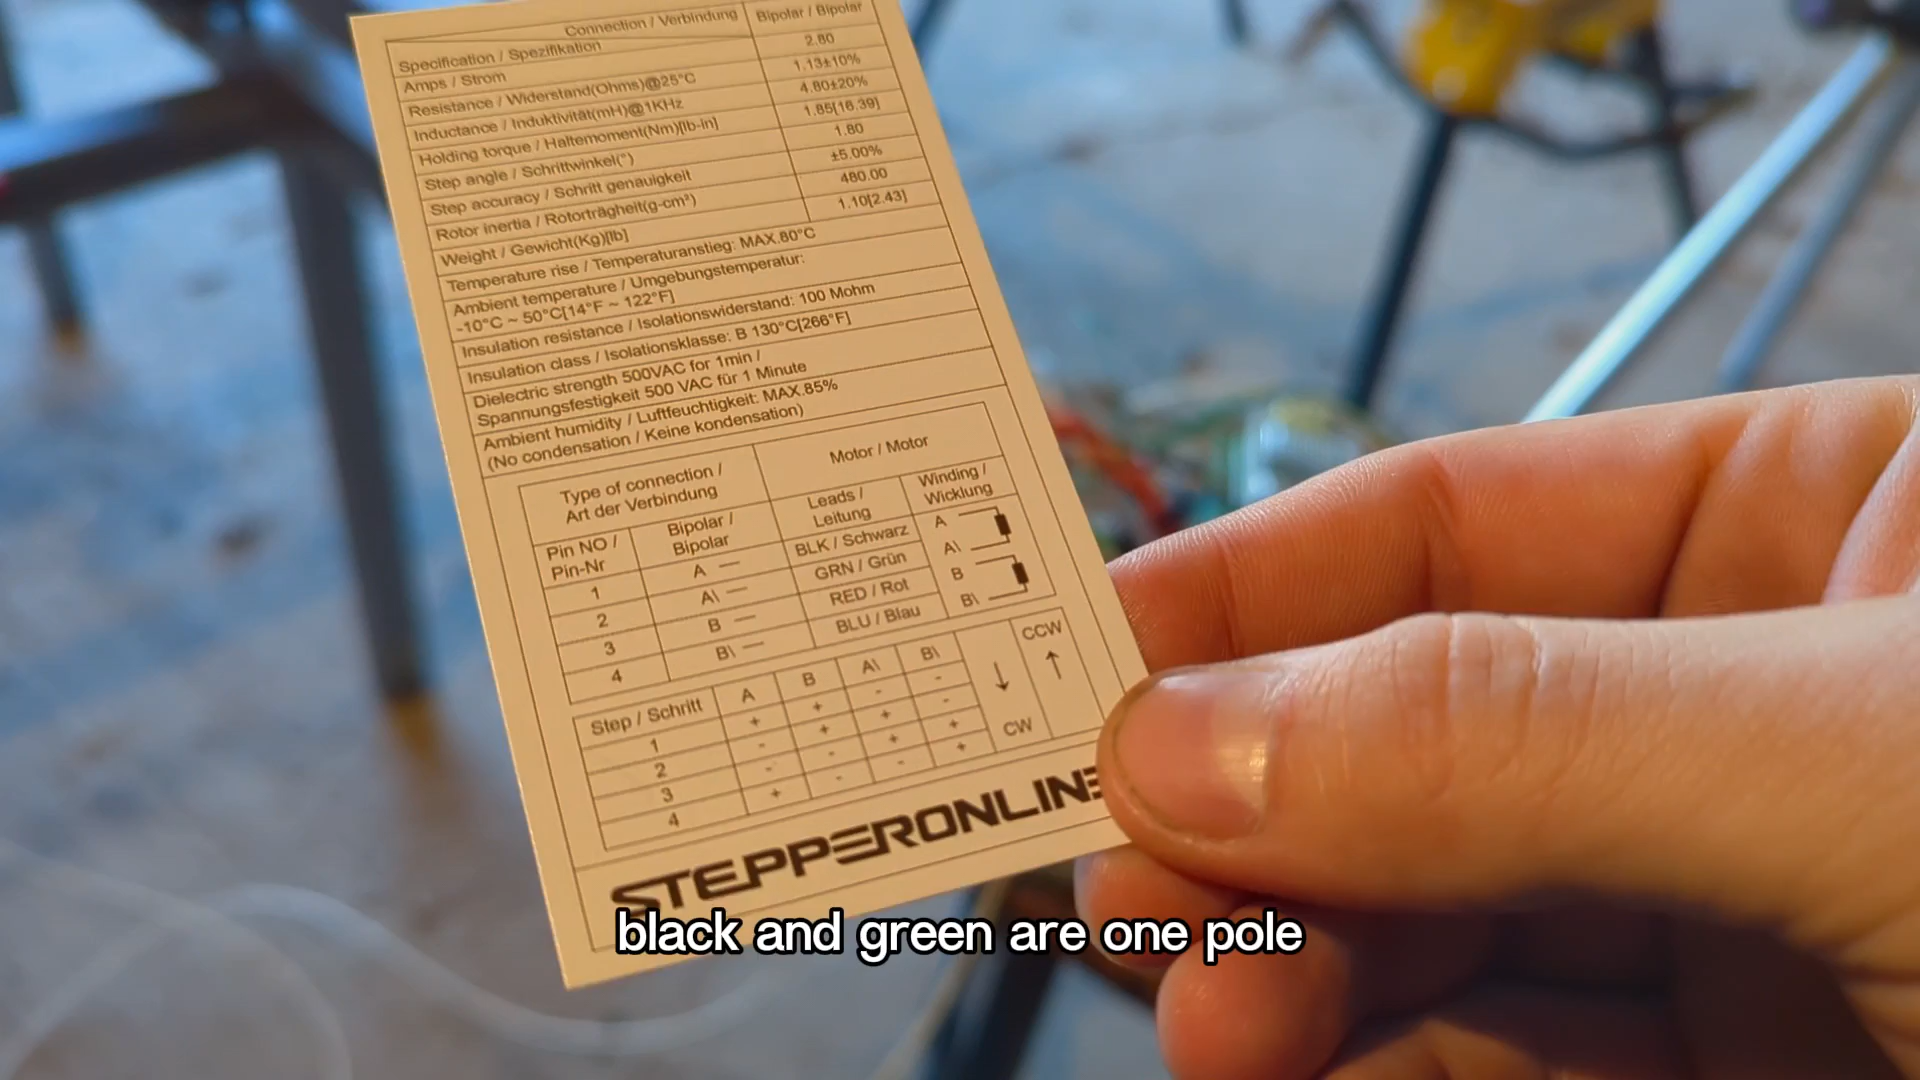 Connection / Verbindung Bipolar / Bipolar
Specification / Spezifikation
Amps / Strom 2.80
Resistance / Widerstand(Ohms)@25°C 1.13±10%
Inductance / Induktivität(mH)@1KHz 4.80±20%
Holding torque / Haltemoment(Nm)[lb-in] 1.85[16.39]
Step angle / Schrittwinkel(°) 1.80
Step accuracy / Schritt genauigkeit ±5.00%
Rotor inertia / Rotorträgheit(g-cm²) 480.00
Weight / Gewicht(Kg)[lb] 1.10[2.43]
Temperature rise / Temperaturanstieg: MAX.80°C
Ambient temperature / Umgebungstemperatur:
-10°C ~ 50°C[14°F ~ 122°F]
Insulation resistance / Isolationswiderstand: 100 Mohm
Insulation class / Isolationsklasse: B 130°C[266°F]
Dielectric strength 500VAC for 1min /
Spannungsfestigkeit 500 VAC für 1 Minute
Ambient humidity / Luftfeuchtigkeit: MAX.85%
(No condensation / Keine kondensation)
Type of connection / Motor / Motor
Art der Verbindung
Pin NO / Bipolar / Leads / Winding /
Pin-Nr Bipolar Leitung Wicklung
1 A — BLK / Schwarz A
2 A\ — GRN / Grün A\
3 B — RED / Rot B
4 B\ — BLU / Blau B\
Step / Schritt A B A\ B\ ↓ CCW
1 + + - - ↑
2 - + + -
3 - - + + CW
4 + - - +
STEPPERONLINE
black and green are one pole